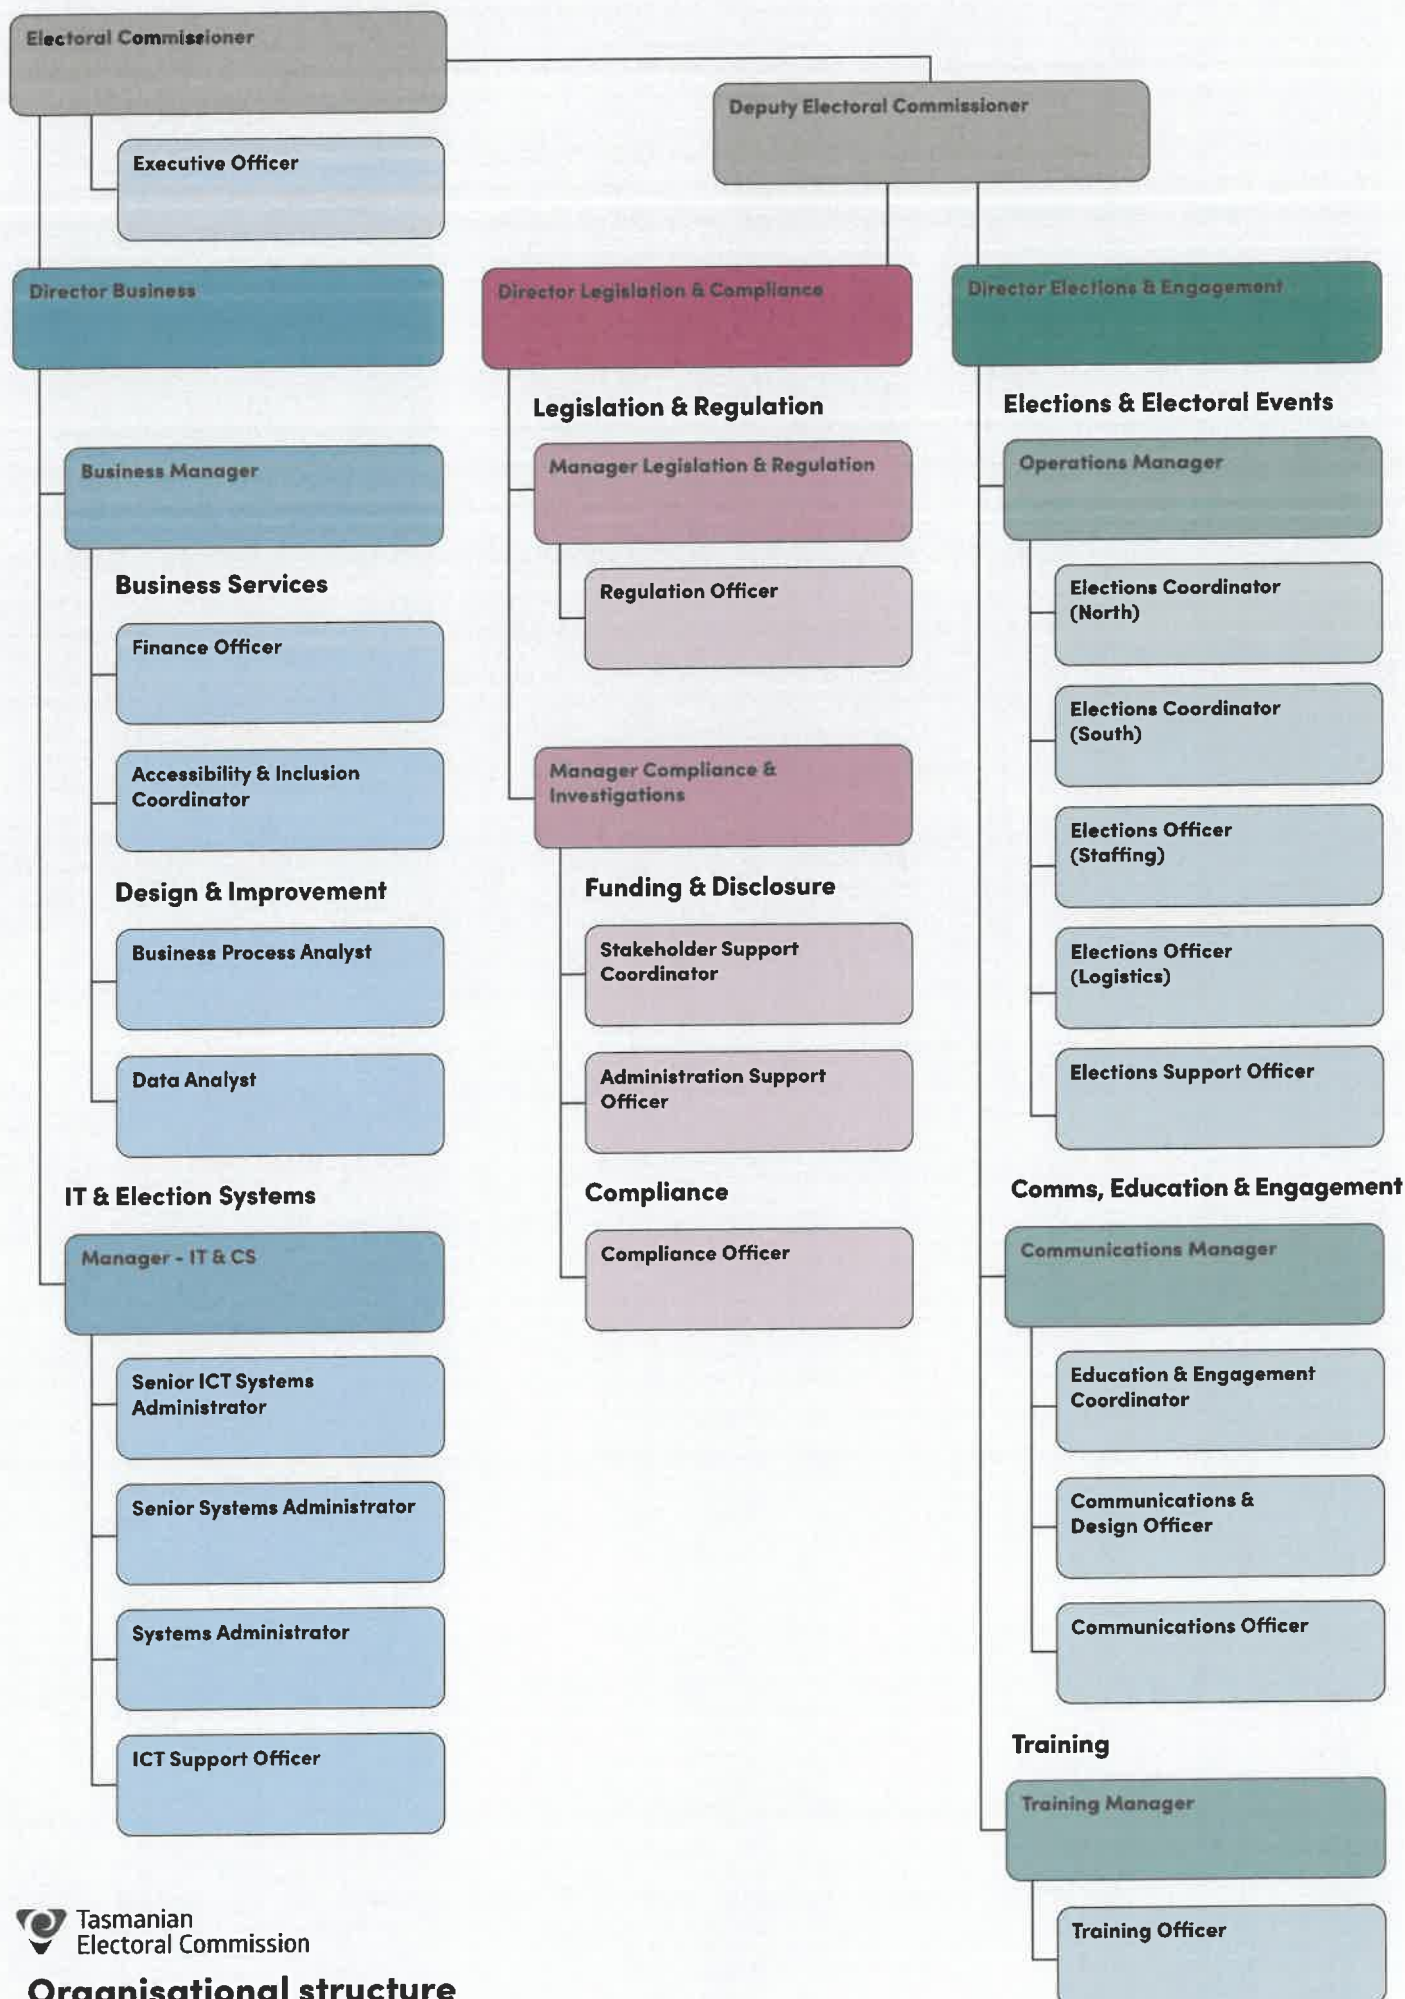 Electoral Commissioner
Deputy Electoral Commissioner
Executive Officer
Director Business
Business Manager
Business Services
Finance Officer
Accessibility & Inclusion
Coordinator
Design & Improvement
Business Process Analyst
Data Analyst
IT & Election Systems
Manager - IT & CS
Senior ICT Systems
Administrator
Senior Systems Administrator
Systems Administrator
ICT Support Officer
Director Legislation & Compliance
Legislation & Regulation
Manager Legislation & Regulation
Regulation Officer
Manager Compliance &
Investigations
Funding & Disclosure
Stakeholder Support
Coordinator
Administration Support
Officer
Compliance
Compliance Officer
Director Elections & Engagement
Elections & Electoral Events
Operations Manager
Elections Coordinator
(North)
Elections Coordinator
(South)
Elections Officer
(Staffing)
Elections Officer
(Logistics)
Elections Support Officer
Comms, Education & Engagement
Communications Manager
Education & Engagement
Coordinator
Communications &
Design Officer
Communications Officer
Training
Training Manager
Training Officer
Tasmanian
Electoral Commission
Organisational structure